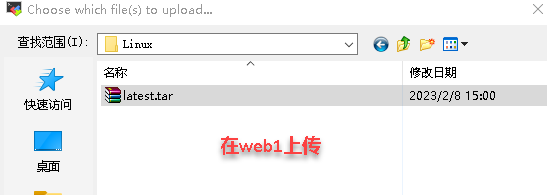 Choose which file(s) to upload...
查找范围(I):
Linux
名称
修改日期
快速访问
latest.tar
2023/2/8 15:00
桌面
在web1上传